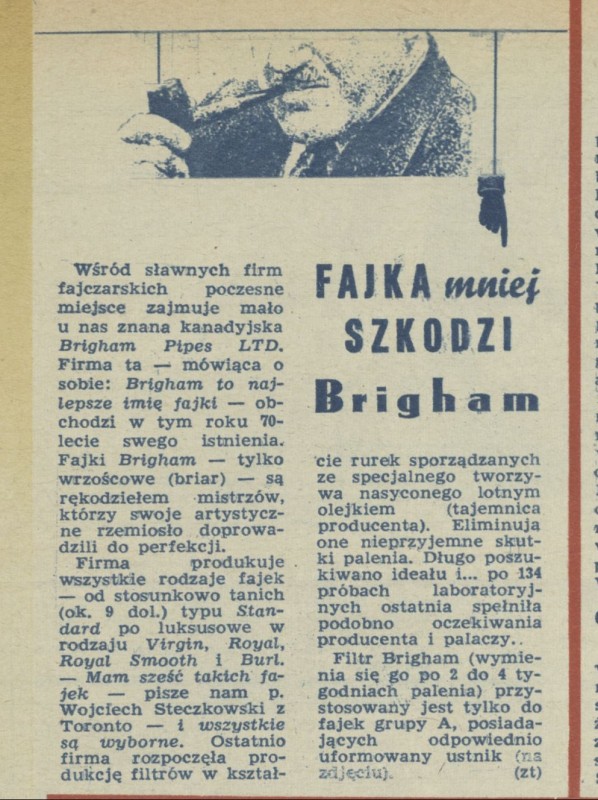 FAJKA mniej
SZKODZI
Brigham
Wśród sławnych firm
fajczarskich poczesne
miejsce zajmuje mało
u nas znana kanadyjska
Brigham Pipes LTD.
Firma ta — mówiąca o
sobie: Brigham to naj-
lepsze imię fajki — ob-
chodzi w tym roku 70-
lecie swego istnienia.
Fajki Brigham — tylko
wrzoścowe (briar) — są
rękodziełem mistrzów,
którzy swoje artystycz-
ne rzemiosło doprowa-
dzili do perfekcji.
Firma produkuje
wszystkie rodzaje fajek
— od stosunkowo tanich
(ok. 9 dol.) typu Stan-
dard po luksusowe w
rodzaju Virgin, Royal,
Royal Smooth i Burl.
— Mam sześć takich fa-
jek — pisze nam p.
Wojciech Steczkowski z
Toronto — i wszystkie
są wyborne. Ostatnio
firma rozpoczęła pro-
dukcję filtrów w kształ-
cie rurek sporządzanych
ze specjalnego tworzy-
wa nasyconego lotnym
olejkiem (tajemnica
producenta). Eliminują
one nieprzyjemne skut-
ki palenia. Długo poszu-
kiwano ideału i... po 134
próbach laboratoryj-
nych ostatnia spełniła
podobno oczekiwania
producenta i palaczy..
Filtr Brigham (wymie-
nia się go po 2 do 4 ty-
godniach palenia) przy-
stosowany jest tylko do
fajek grupy A, posiada-
jących odpowiednio
uformowany ustnik (na
zdjęciu). (zt)